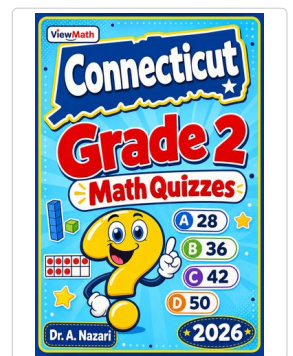 ViewMath
Connecticut
Grade 2
Math Quizzes
A 28
B 36
C 42
D 50
Dr. A. Nazari
2026